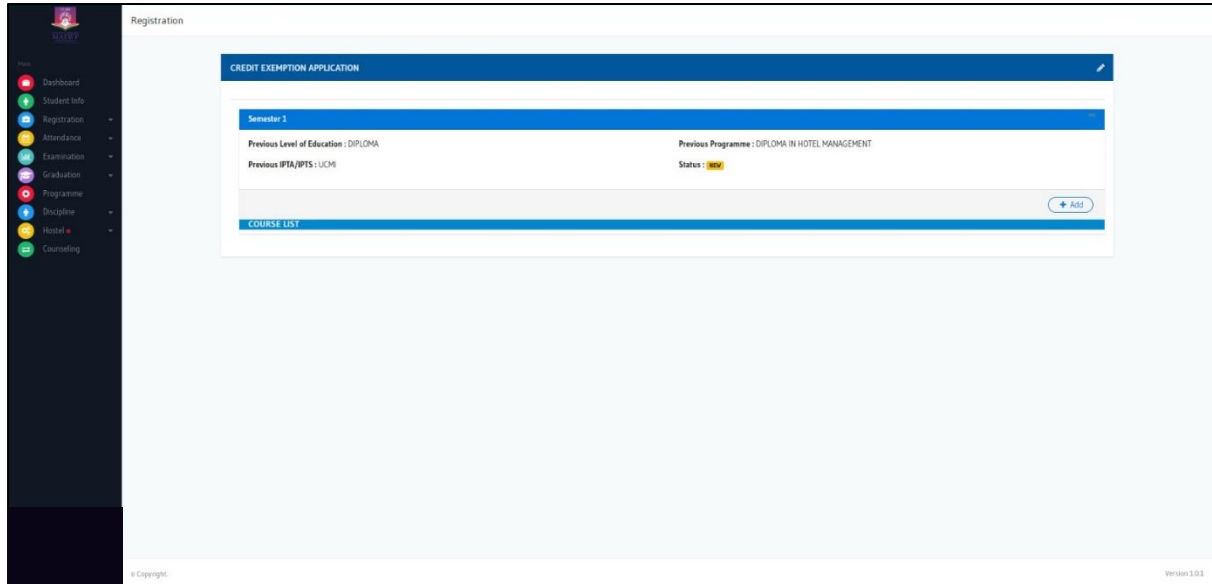 Registration
Main
Dashboard
Student Info
Registration
Attendance
Examination
Graduation
Programme
Discipline
Hostel
Counseling
CREDIT EXEMPTION APPLICATION
Semester 1
Previous Level of Education : DIPLOMA
Previous Programme : DIPLOMA IN HOTEL MANAGEMENT
Previous IPTA/IPTS : UCMI
Status : NEW
+ Add
COURSE LIST
© Copyright.
Version 1.0.1